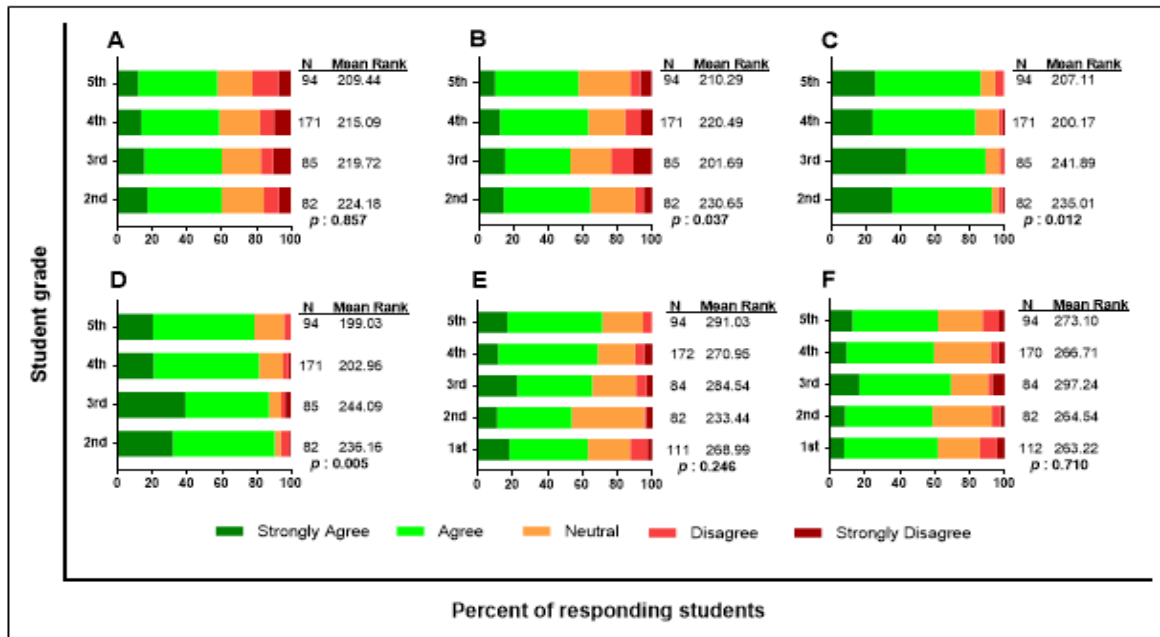 A
N Mean Rank
5th 94 209.44
4th 171 215.09
3rd 85 219.72
2nd 82 224.18
p : 0.857
0 20 40 60 80 100
B
N Mean Rank
5th 94 210.29
4th 171 220.49
3rd 85 201.69
2nd 82 230.65
p : 0.037
0 20 40 60 80 100
C
N Mean Rank
5th 94 207.11
4th 171 200.17
3rd 85 241.89
2nd 82 235.01
p : 0.012
0 20 40 60 80 100
D
N Mean Rank
5th 94 199.03
4th 171 202.96
3rd 85 244.09
2nd 82 236.16
p : 0.005
0 20 40 60 80 100
E
N Mean Rank
5th 94 291.03
4th 172 270.95
3rd 84 284.54
2nd 82 233.44
1st 111 268.99
p : 0.246
0 20 40 60 80 100
F
N Mean Rank
5th 94 273.10
4th 170 266.71
3rd 84 297.24
2nd 82 264.54
1st 112 263.22
p : 0.710
0 20 40 60 80 100
Student grade
Strongly Agree Agree Neutral Disagree Strongly Disagree
Percent of responding students